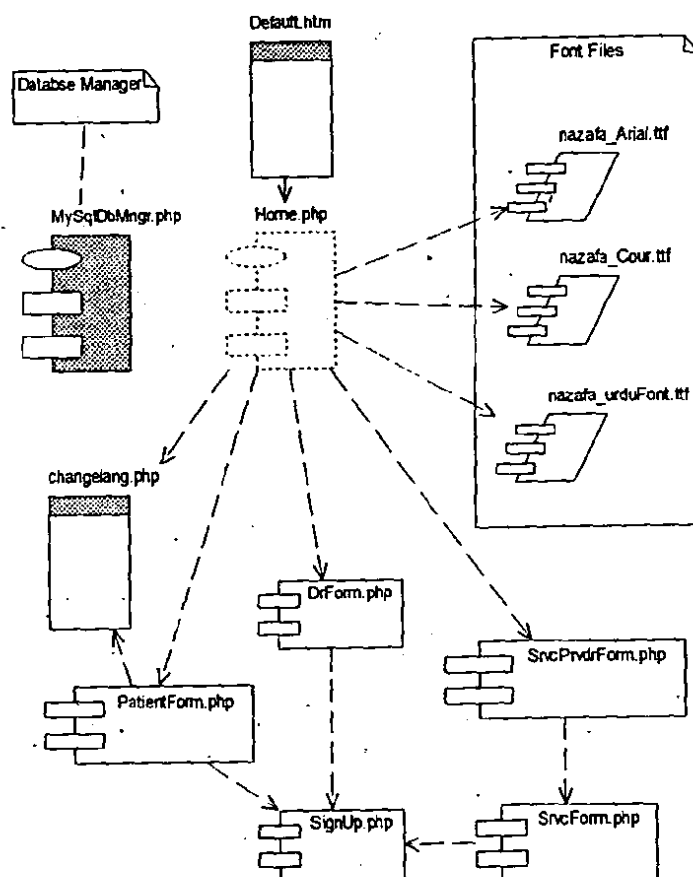 Default.htm
Font Files
Databse Manager
nazafa_Arial.ttf
MySqlDbMngr.php
Home.php
nazafa_Cour.ttf
nazafa_urduFont.ttf
changelang.php
DrForm.php
SrvcPrvdrForm.php
PatientForm.php
SignUp.php
SrvcForm.php